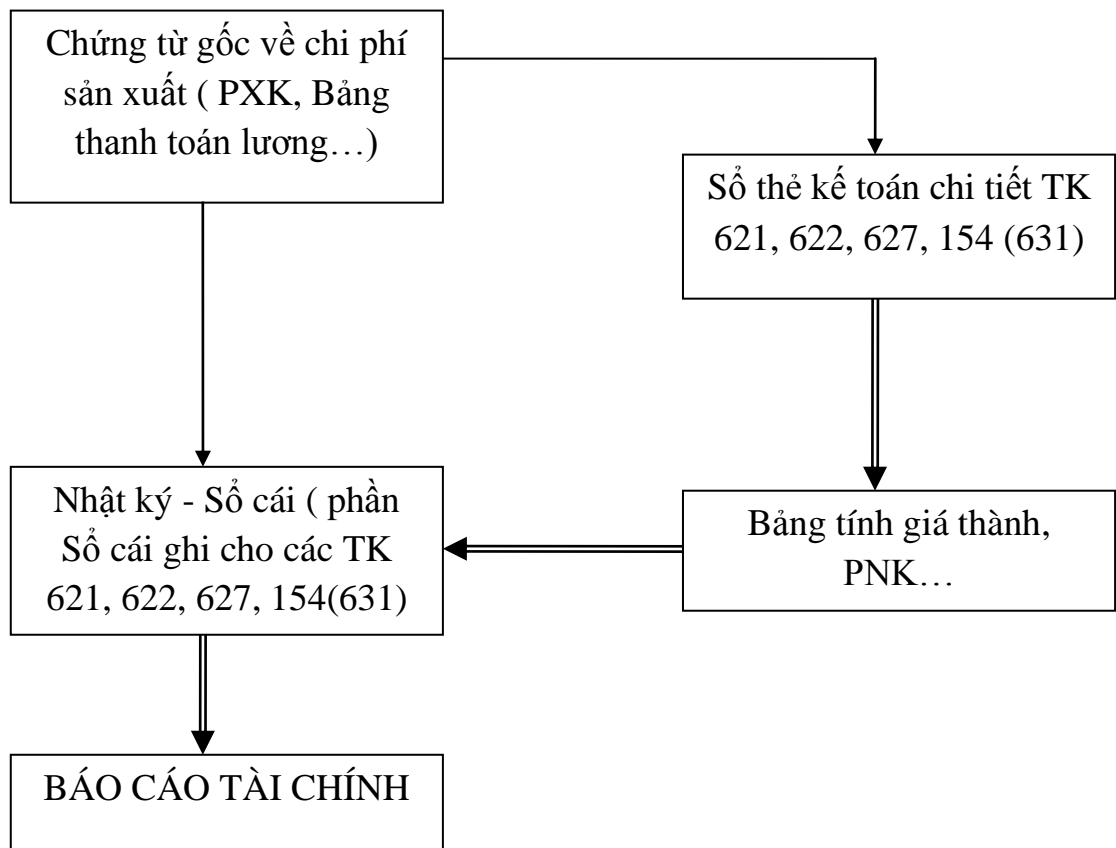 Chứng từ gốc về chi phí
sản xuất ( PXK, Bảng
thanh toán lương…)
Sổ thẻ kế toán chi tiết TK
621, 622, 627, 154 (631)
Nhật ký - Sổ cái ( phần
Sổ cái ghi cho các TK
621, 622, 627, 154(631)
Bảng tính giá thành,
PNK…
BÁO CÁO TÀI CHÍNH